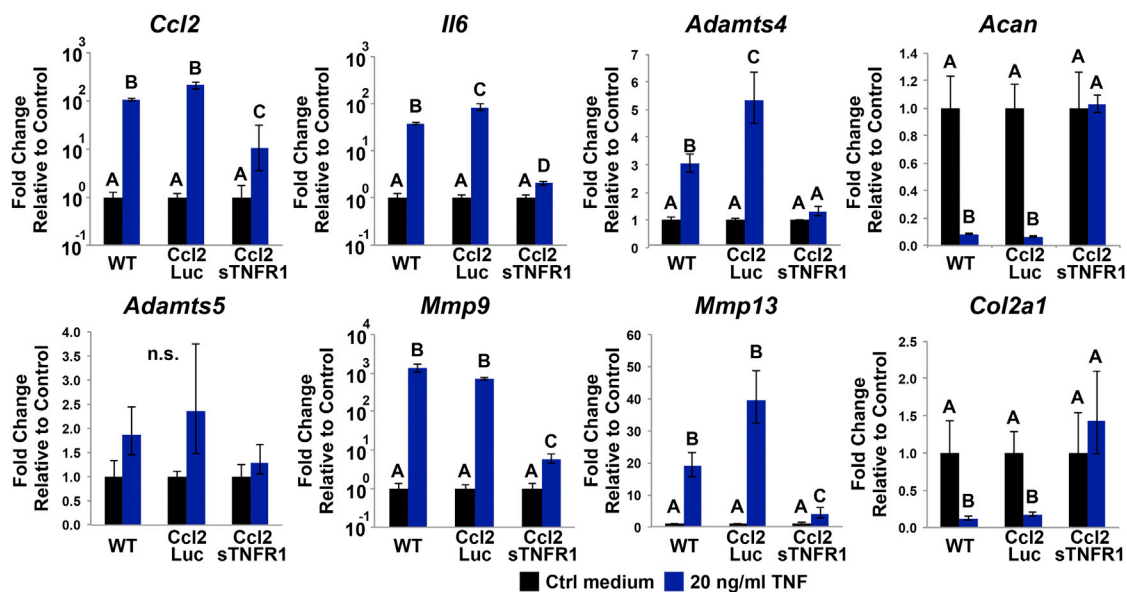 Ccl2
Fold Change
Relative to Control
10^3
10^2
10^1
10^0
10^-1
A
B
A
B
A
C
WT
Ccl2
Luc
Ccl2
sTNFR1
Il6
Fold Change
Relative to Control
10^3
10^2
10^1
10^0
10^-1
A
B
A
C
A
D
WT
Ccl2
Luc
Ccl2
sTNFR1
Adamts4
Fold Change
Relative to Control
7
6
5
4
3
2
1
0
A
B
A
C
A
A
WT
Ccl2
Luc
Ccl2
sTNFR1
Acan
Fold Change
Relative to Control
1.4
1.2
1.0
0.8
0.6
0.4
0.2
0.0
A
B
A
B
A
A
WT
Ccl2
Luc
Ccl2
sTNFR1
Adamts5
Fold Change
Relative to Control
4.0
3.5
3.0
2.5
2.0
1.5
1.0
0.5
0.0
n.s.
WT
Ccl2
Luc
Ccl2
sTNFR1
Mmp9
Fold Change
Relative to Control
10^4
10^3
10^2
10^1
10^0
10^1
A
B
A
B
A
C
WT
Ccl2
Luc
Ccl2
sTNFR1
Mmp13
Fold Change
Relative to Control
60
50
40
30
20
10
0
A
B
A
B
A
C
WT
Ccl2
Luc
Ccl2
sTNFR1
Col2a1
Fold Change
Relative to Control
2.5
2.0
1.5
1.0
0.5
0.0
A
B
A
B
A
A
WT
Ccl2
Luc
Ccl2
sTNFR1
Ctrl medium
20 ng/ml TNF